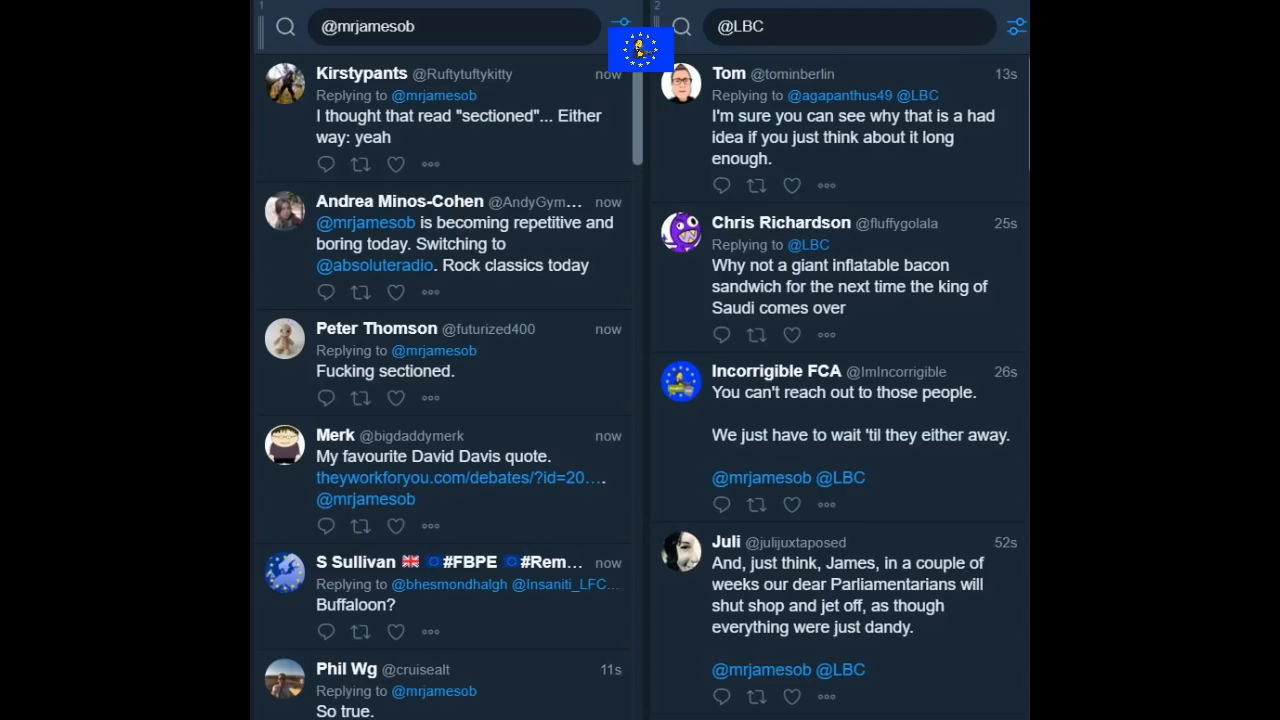 1
@mrjamesob
Kirstypants @Ruftytuftykitty now
Replying to @mrjamesob
I thought that read "sectioned"... Either
way: yeah
Andrea Minos-Cohen @AndyGym... now
@mrjamesob is becoming repetitive and
boring today. Switching to
@absoluteradio. Rock classics today
Peter Thomson @futurized400 now
Replying to @mrjamesob
Fucking sectioned.
Merk @bigdaddymerk now
My favourite David Davis quote.
theyworkforyou.com/debates/?id=20….
@mrjamesob
S Sullivan 🇬🇧 🇪🇺#FBPE 🇪🇺#Rem... now
Replying to @bhesmondhalgh @Insaniti_LFC...
Buffaloon?
Phil Wg @cruisealt 11s
Replying to @mrjamesob
So true.
2
@LBC
Tom @tominberlin 13s
Replying to @agapanthus49 @LBC
I'm sure you can see why that is a had
idea if you just think about it long
enough.
Chris Richardson @fluffygolala 25s
Replying to @LBC
Why not a giant inflatable bacon
sandwich for the next time the king of
Saudi comes over
Incorrigible FCA @ImIncorrigible 26s
You can't reach out to those people.
We just have to wait 'til they either away.
@mrjamesob @LBC
Juli @julijuxtaposed 52s
And, just think, James, in a couple of
weeks our dear Parliamentarians will
shut shop and jet off, as though
everything were just dandy.
@mrjamesob @LBC